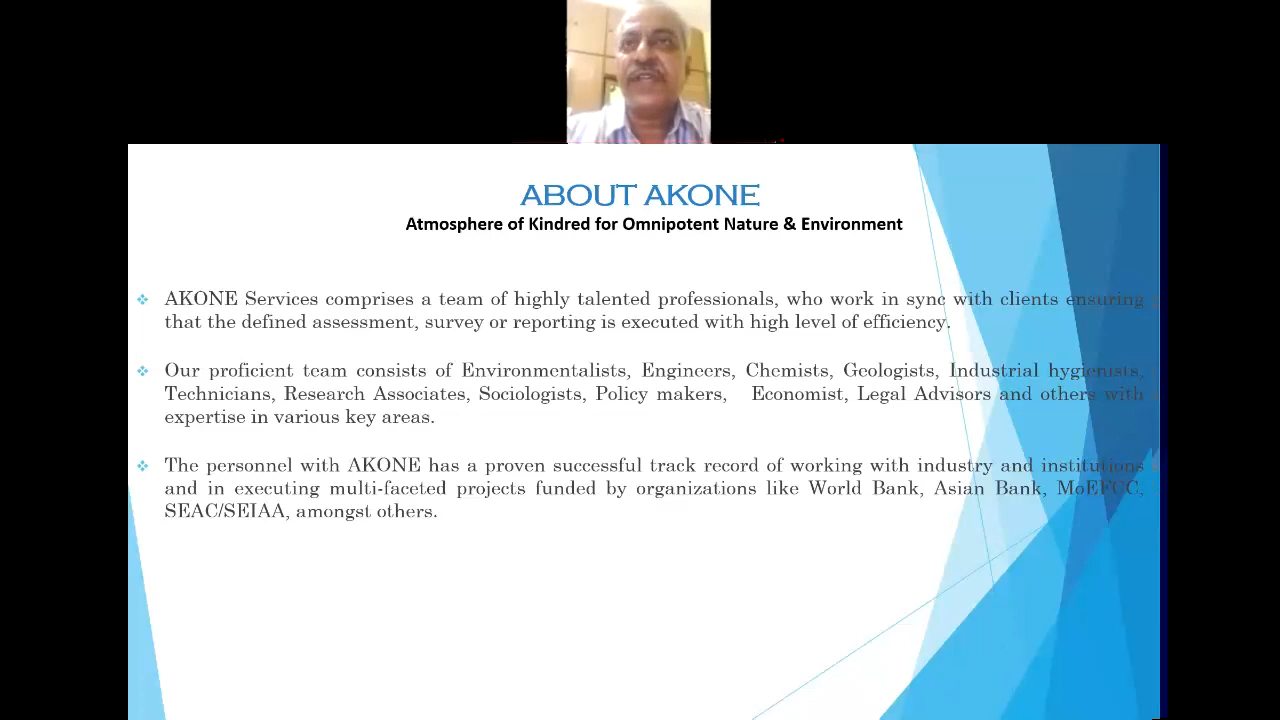 ABOUT AKONE
Atmosphere of Kindred for Omnipotent Nature & Environment
AKONE Services comprises a team of highly talented professionals, who work in sync with clients ensuring
that the defined assessment, survey or reporting is executed with high level of efficiency.
Our proficient team consists of Environmentalists, Engineers, Chemists, Geologists, Industrial hygienists,
Technicians, Research Associates, Sociologists, Policy makers, Economist, Legal Advisors and others with
expertise in various key areas.
The personnel with AKONE has a proven successful track record of working with industry and institutions
and in executing multi-faceted projects funded by organizations like World Bank, Asian Bank, MoEFCC,
SEAC/SEIAA, amongst others.